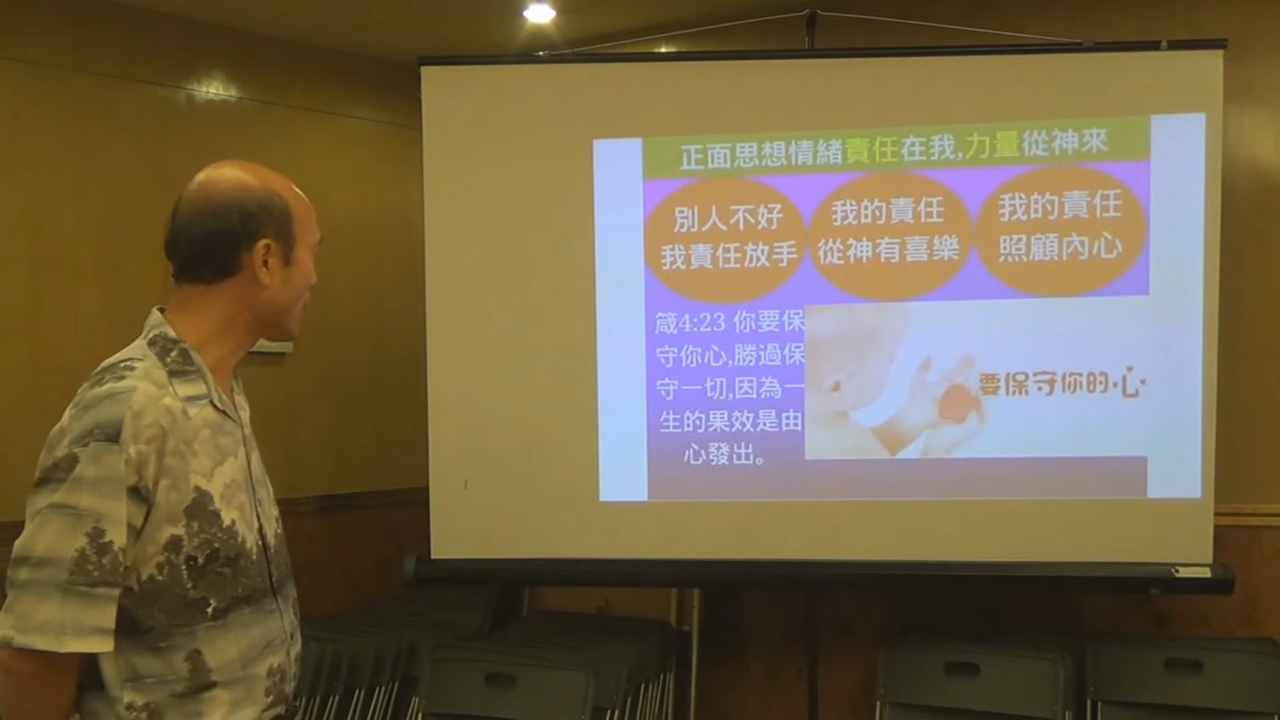 正面思想情緒責任在我,力量從神來
別人不好
我責任放手
我的責任
從神有喜樂
我的責任
照顧內心
箴4:23 你要保
守你心,勝過保
守一切,因為一
生的果效是由
心發出。
要保守你的心